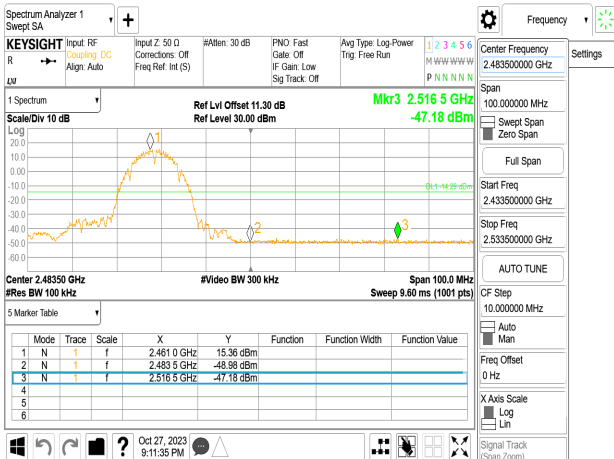 Spectrum Analyzer 1
Swept SA
Frequency
KEYSIGHT
R
LXI
Input: RF
Coupling: DC
Align: Auto
Input Z: 50 Ω
Corrections: Off
Freq Ref: Int (S)
#Atten: 30 dB
PNO: Fast
Gate: Off
IF Gain: Low
Sig Track: Off
Avg Type: Log-Power
Trig: Free Run
1 2 3 4 5 6
M W W W W W
P N N N N N
Center Frequency
2.483500000 GHz
Settings
1 Spectrum
Scale/Div 10 dB
Ref Lvl Offset 11.30 dB
Ref Level 30.00 dBm
Mkr3 2.516 5 GHz
-47.18 dBm
Span
100.000000 MHz
Swept Span
Zero Span
Full Span
Start Freq
2.433500000 GHz
Stop Freq
2.533500000 GHz
AUTO TUNE
CF Step
10.000000 MHz
Auto
Man
Freq Offset
0 Hz
X Axis Scale
Log
Lin
Signal Track
(Span Zoom)
Log
20.0
10.0
0.00
-10.0
-20.0
-30.0
-40.0
-50.0
-60.0
1
2
3
DL1 -14.29 dBm
Center 2.48350 GHz
#Res BW 100 kHz
#Video BW 300 kHz
Span 100.0 MHz
Sweep 9.60 ms (1001 pts)
5 Marker Table
Mode Trace Scale X Y Function Function Width Function Value
1 N 1 f 2.461 0 GHz 15.36 dBm
2 N 1 f 2.483 5 GHz -48.98 dBm
3 N 1 f 2.516 5 GHz -47.18 dBm
4
5
6
?
Oct 27, 2023
9:11:35 PM